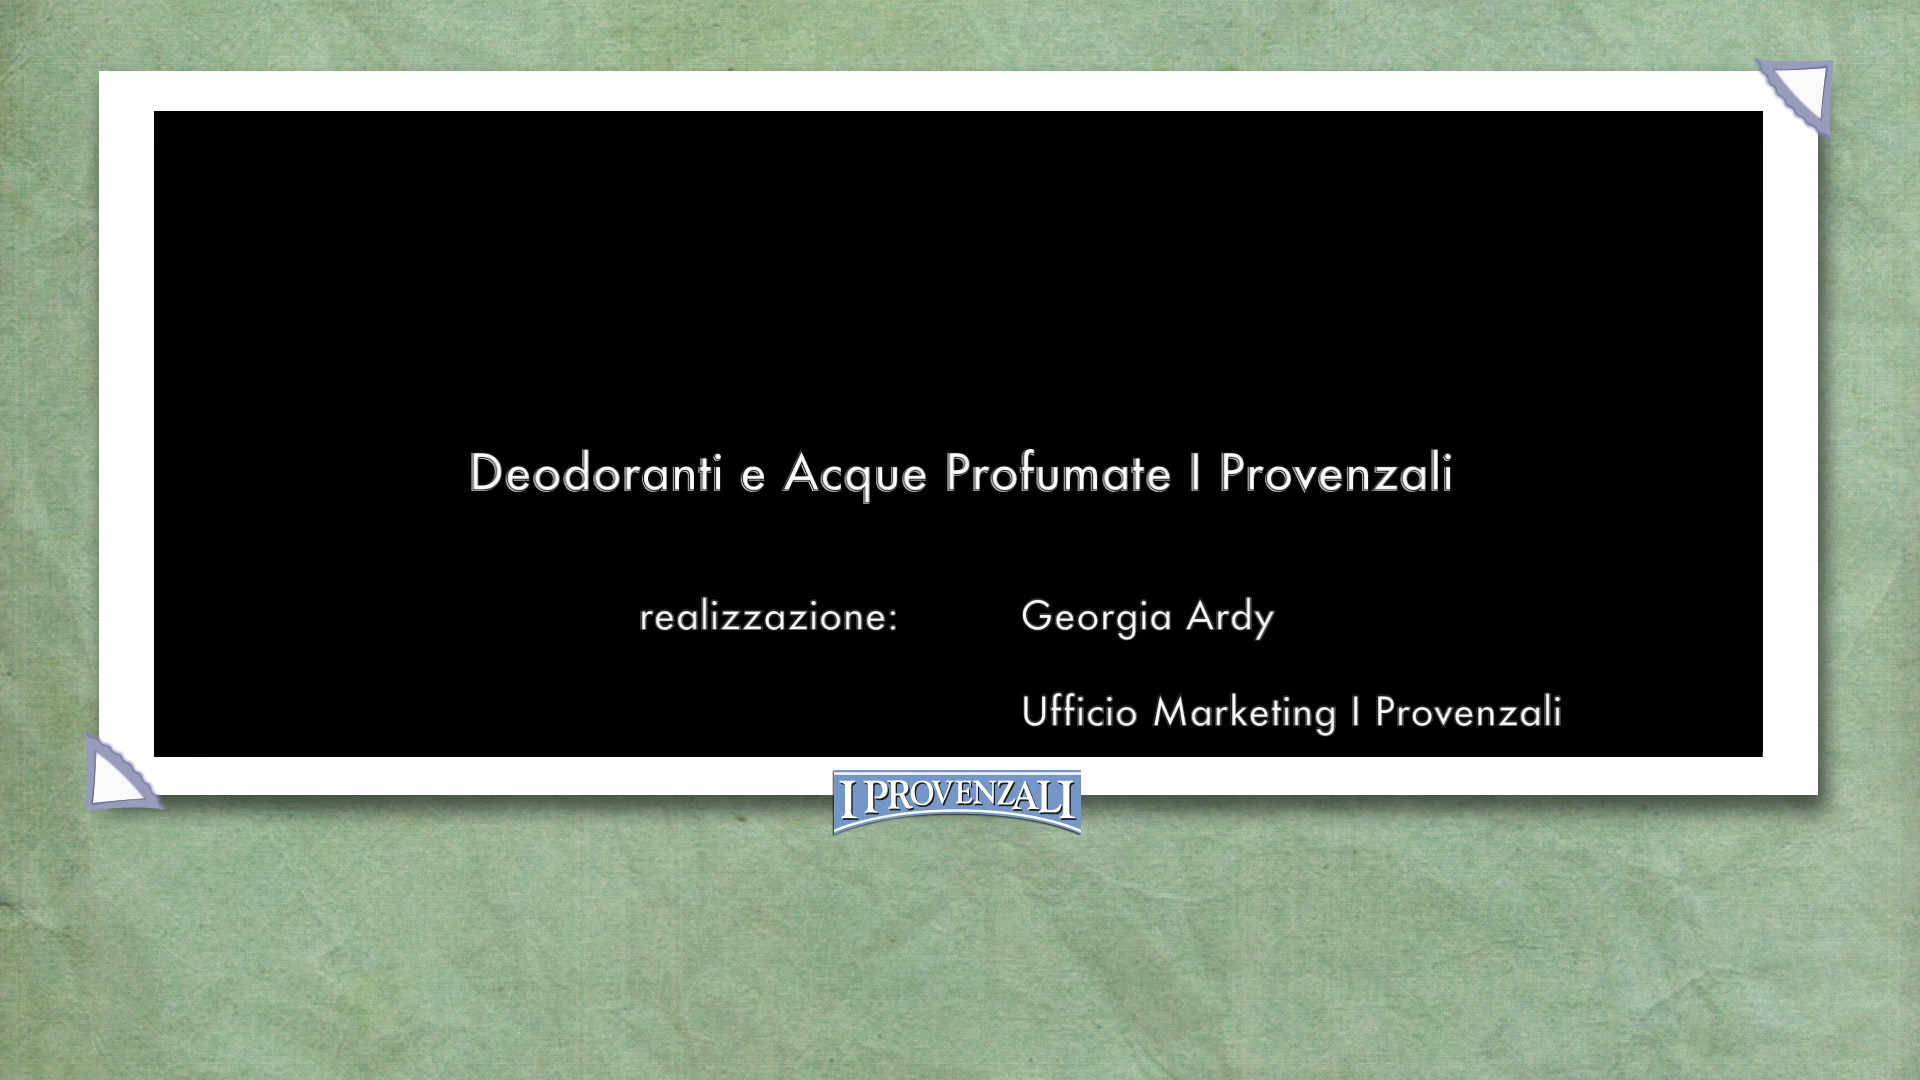 Deodoranti e Acque Profumate I Provenzali
realizzazione: Georgia Ardy
Ufficio Marketing I Provenzali
I PROVENZALI